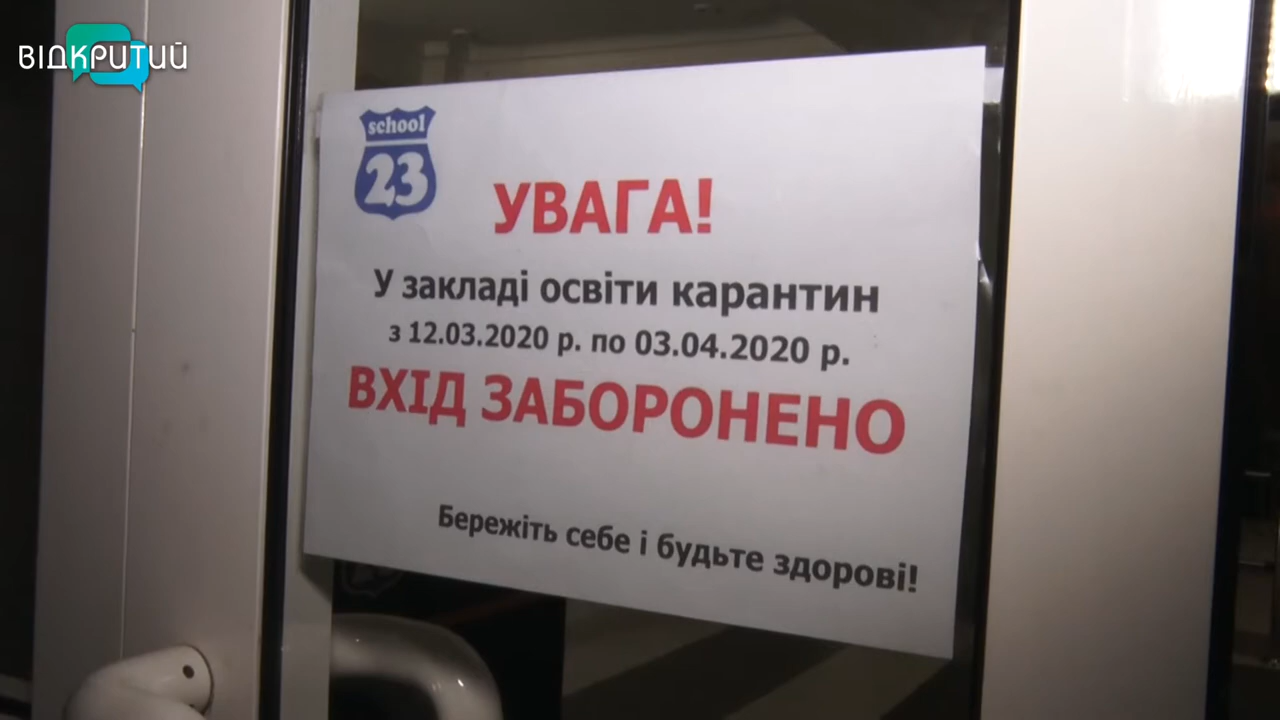 ВІДКРИТИЙ
school
23
УВАГА!
У закладі освіти карантин
з 12.03.2020 р. по 03.04.2020 р.
ВХІД ЗАБОРОНЕНО
Бережіть себе і будьте здорові!